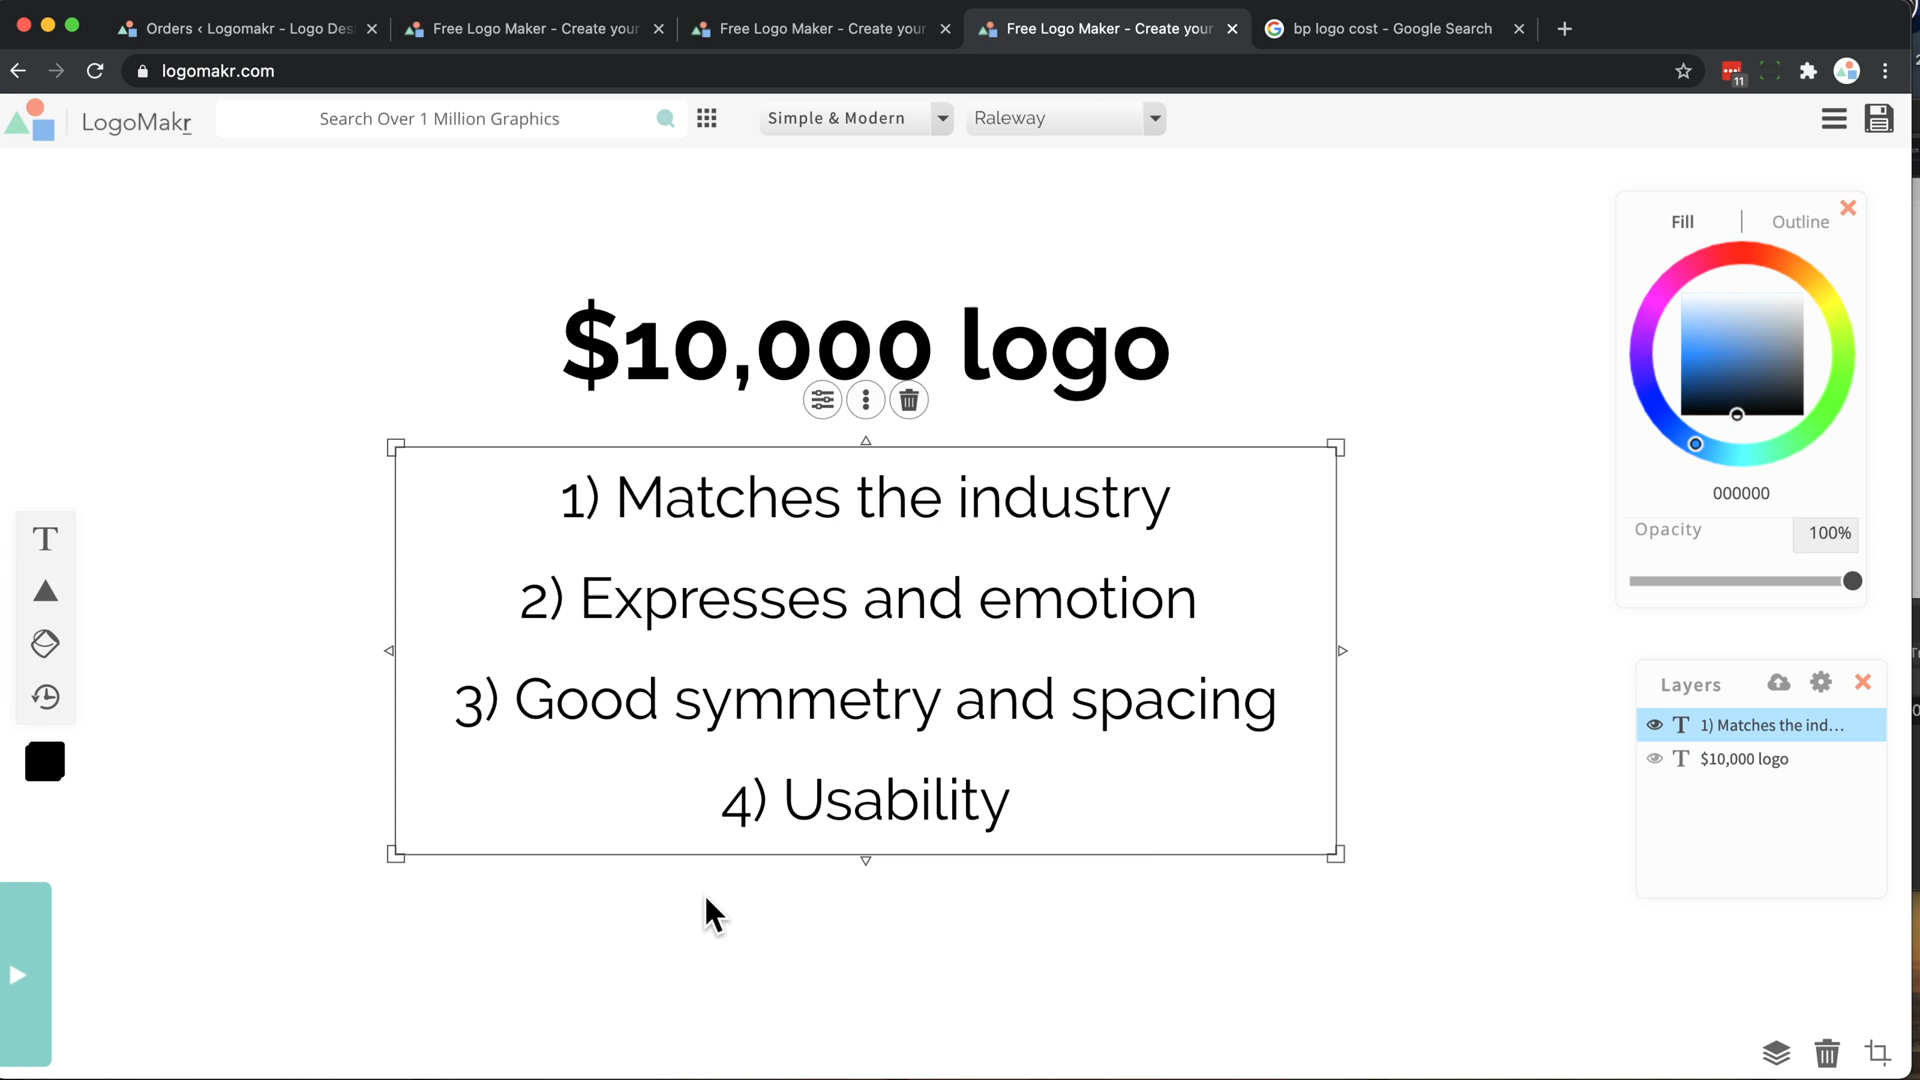 Orders ‹ Logomakr - Logo Des
Free Logo Maker - Create your
Free Logo Maker - Create your
Free Logo Maker - Create your
bp logo cost - Google Search
logomakr.com
11
LogoMakr
Search Over 1 Million Graphics
Simple & Modern
Raleway
Fill
Outline
$10,000 logo
1) Matches the industry
2) Expresses and emotion
3) Good symmetry and spacing
4) Usability
000000
Opacity
100%
Layers
T 1) Matches the ind...
T $10,000 logo
T